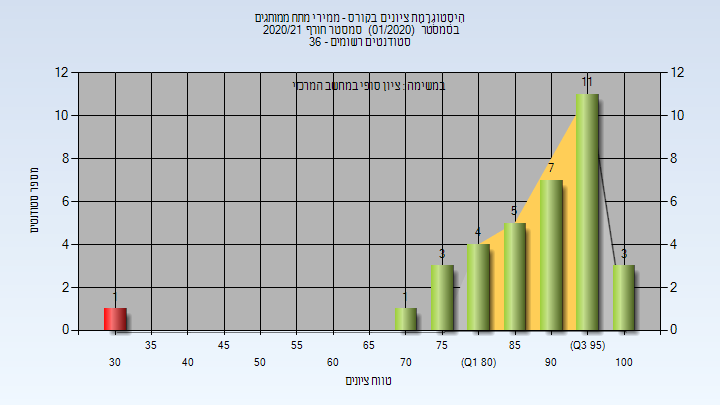 היסטוגרמת ציונים בקורס - ממירי מתח ממותגים
בסמסטר (01/2020) סמסטר חורף 2020/21
סטודנטים רשומים - 36
במשימה : ציון סופי במחשב המרכזי
12 12
10 10
8 8
6 6
4 4
2 2
0 0
1 1 3 4 5 7 11 3
מספר סטודנטים
35 45 55 65 75 85 (Q3 95)
30 40 50 60 70 (Q1 80) 90 100
טווח ציונים